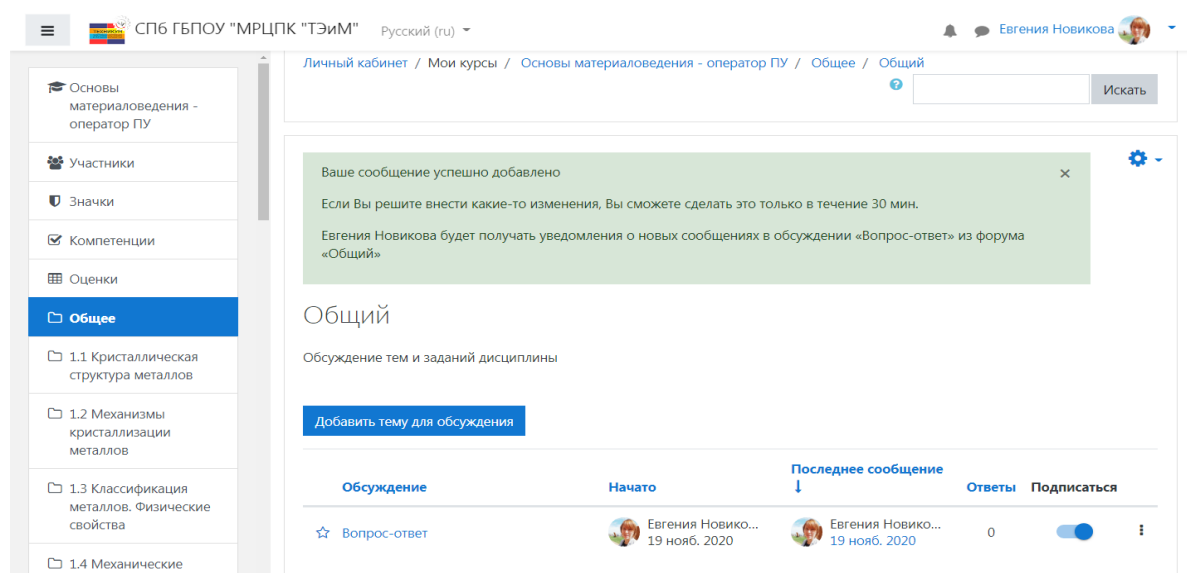 СПб ГБПОУ "МРЦПК "ТЭиМ"
Русский (ru)
Евгения Новикова
Основы
материаловедения -
оператор ПУ
Участники
Значки
Компетенции
Оценки
Общее
1.1 Кристаллическая
структура металлов
1.2 Механизмы
кристаллизации
металлов
1.3 Классификация
металлов. Физические
свойства
1.4 Механические
Личный кабинет / Мои курсы / Основы материаловедения - оператор ПУ / Общее / Общий
Искать
Ваше сообщение успешно добавлено
×
Если Вы решите внести какие-то изменения, Вы сможете сделать это только в течение 30 мин.
Евгения Новикова будет получать уведомления о новых сообщениях в обсуждении «Вопрос-ответ» из форума
«Общий»
Общий
Обсуждение тем и заданий дисциплины
Добавить тему для обсуждения
Обсуждение Начато Последнее сообщение ↓ Ответы Подписаться
Вопрос-ответ Евгения Новико... Евгения Новико... 0
19 нояб. 2020 19 нояб. 2020